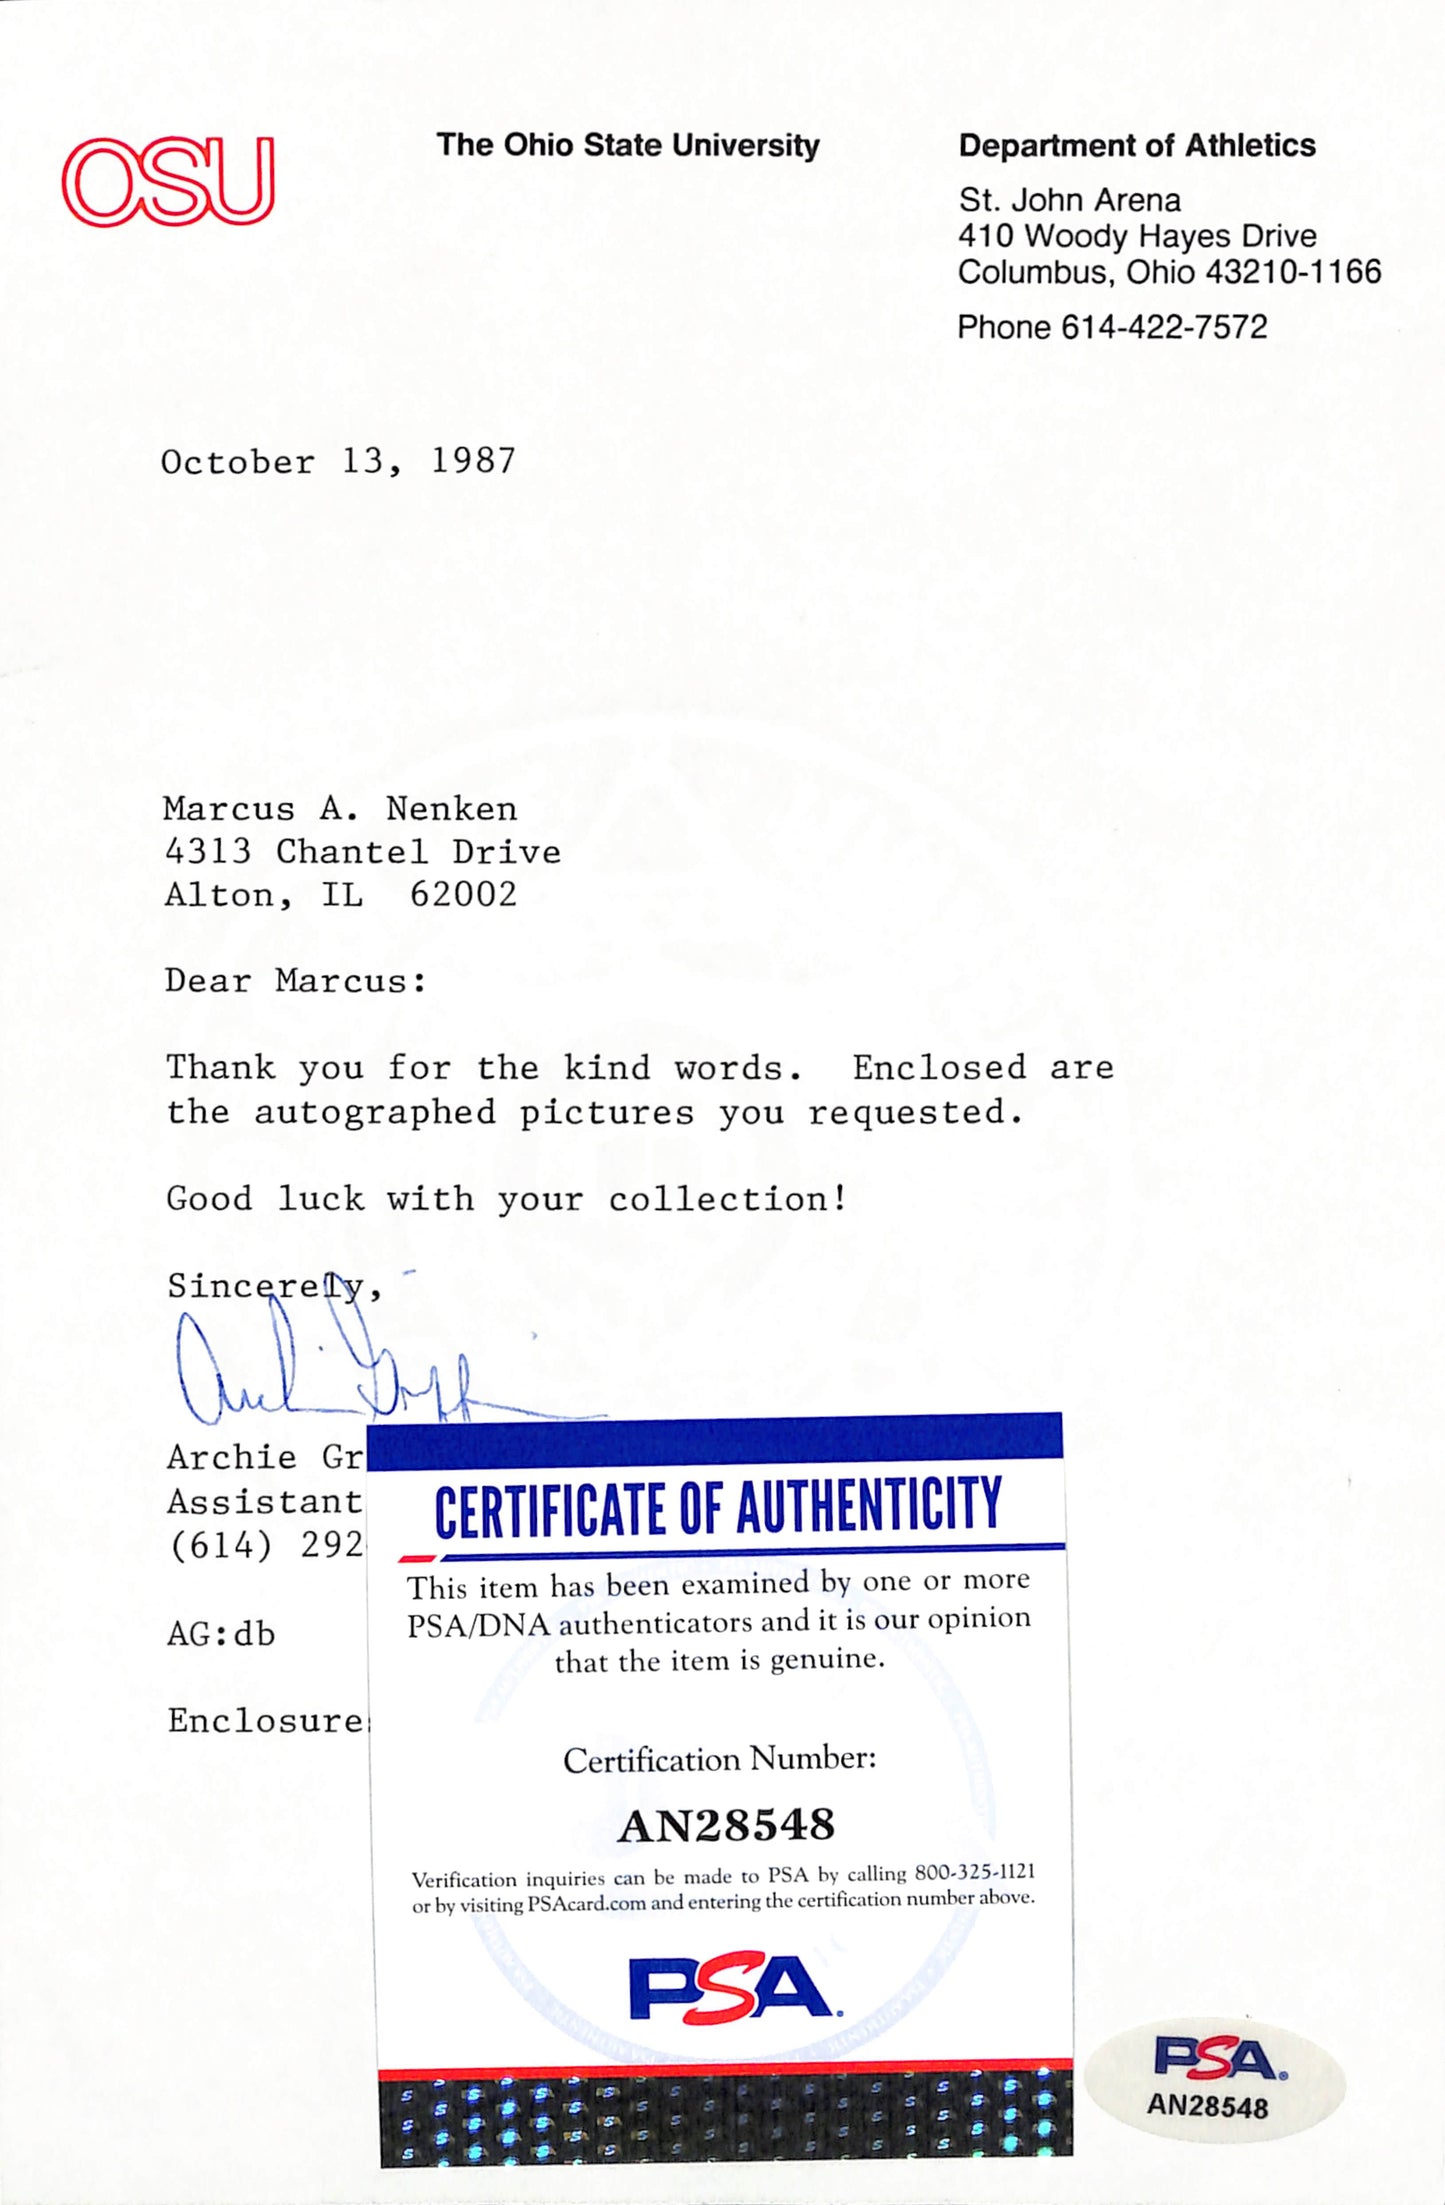 OSU
The Ohio State University
Department of Athletics
St. John Arena
410 Woody Hayes Drive
Columbus, Ohio 43210-1166
Phone 614-422-7572
October 13, 1987
Marcus A. Nenken
4313 Chantel Drive
Alton, IL 62002
Dear Marcus:
Thank you for the kind words. Enclosed are
the autographed pictures you requested.
Good luck with your collection!
Sincerely,
Archie Griffin
Archie Gr
Assistant
(614) 292
AG:db
Enclosure
CERTIFICATE OF AUTHENTICITY
This item has been examined by one or more
PSA/DNA authenticators and it is our opinion
that the item is genuine.
Certification Number:
AN28548
Verification inquiries can be made to PSA by calling 800-325-1121
or by visiting PSAcard.com and entering the certification number above.
PSA.
PSA.
AN28548